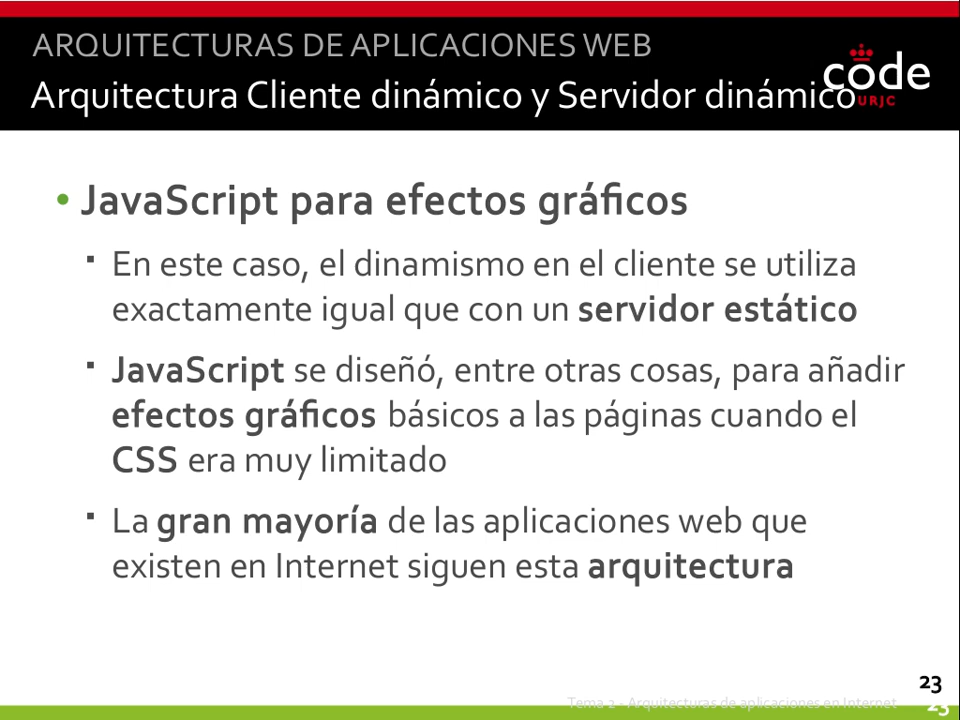 ARQUITECTURAS DE APLICACIONES WEB
Arquitectura Cliente dinámico y Servidor dinámico
code
URJC
• JavaScript para efectos gráficos
▪ En este caso, el dinamismo en el cliente se utiliza
exactamente igual que con un servidor estático
▪ JavaScript se diseñó, entre otras cosas, para añadir
efectos gráficos básicos a las páginas cuando el
CSS era muy limitado
▪ La gran mayoría de las aplicaciones web que
existen en Internet siguen esta arquitectura
23
Tema 2 - Arquitecturas de aplicaciones en Internet
23